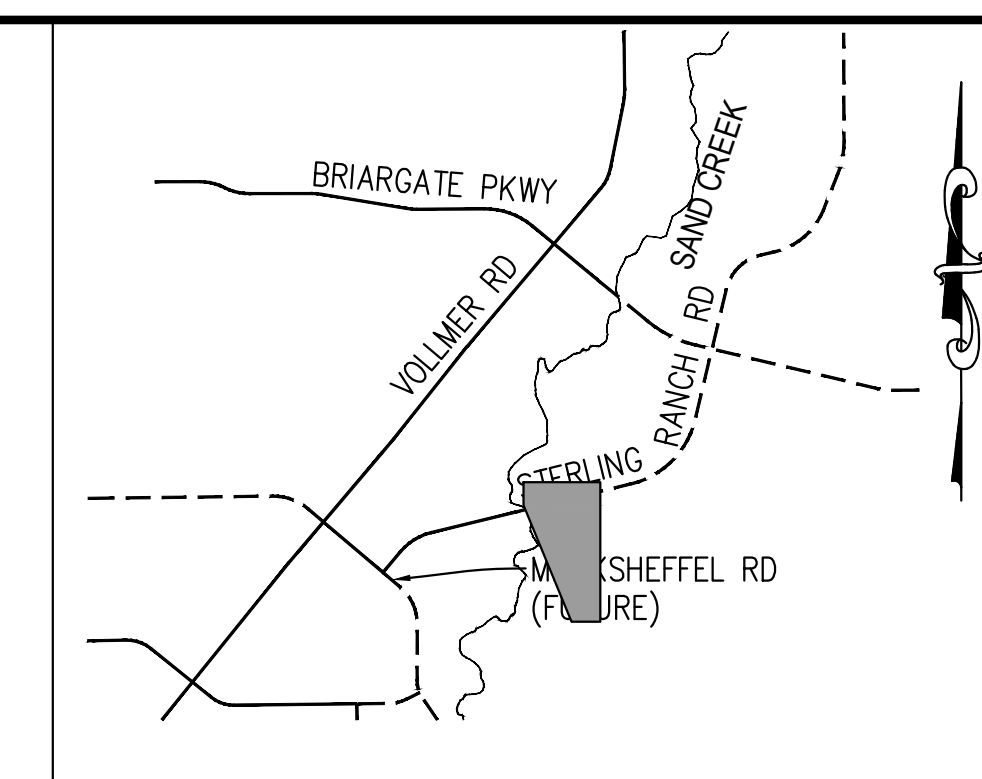 BRIARGATE PKWY
SAND CREEK
VOLLMER RD
STERLING RANCH RD
RD